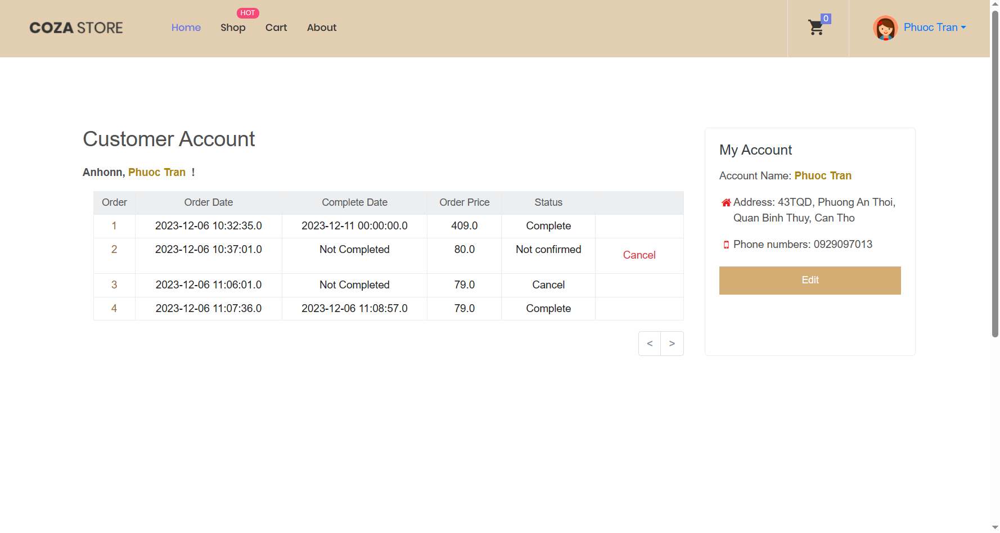 HOT
COZA STORE Home Shop Cart About 0 Phuoc Tran
Customer Account
Anhonn, Phuoc Tran !
Order Order Date Complete Date Order Price Status
1 2023-12-06 10:32:35.0 2023-12-11 00:00:00.0 409.0 Complete
2 2023-12-06 10:37:01.0 Not Completed 80.0 Not confirmed Cancel
3 2023-12-06 11:06:01.0 Not Completed 79.0 Cancel
4 2023-12-06 11:07:36.0 2023-12-06 11:08:57.0 79.0 Complete
< >
My Account
Account Name: Phuoc Tran
Address: 43TQD, Phuong An Thoi,
Quan Binh Thuy, Can Tho
Phone numbers: 0929097013
Edit